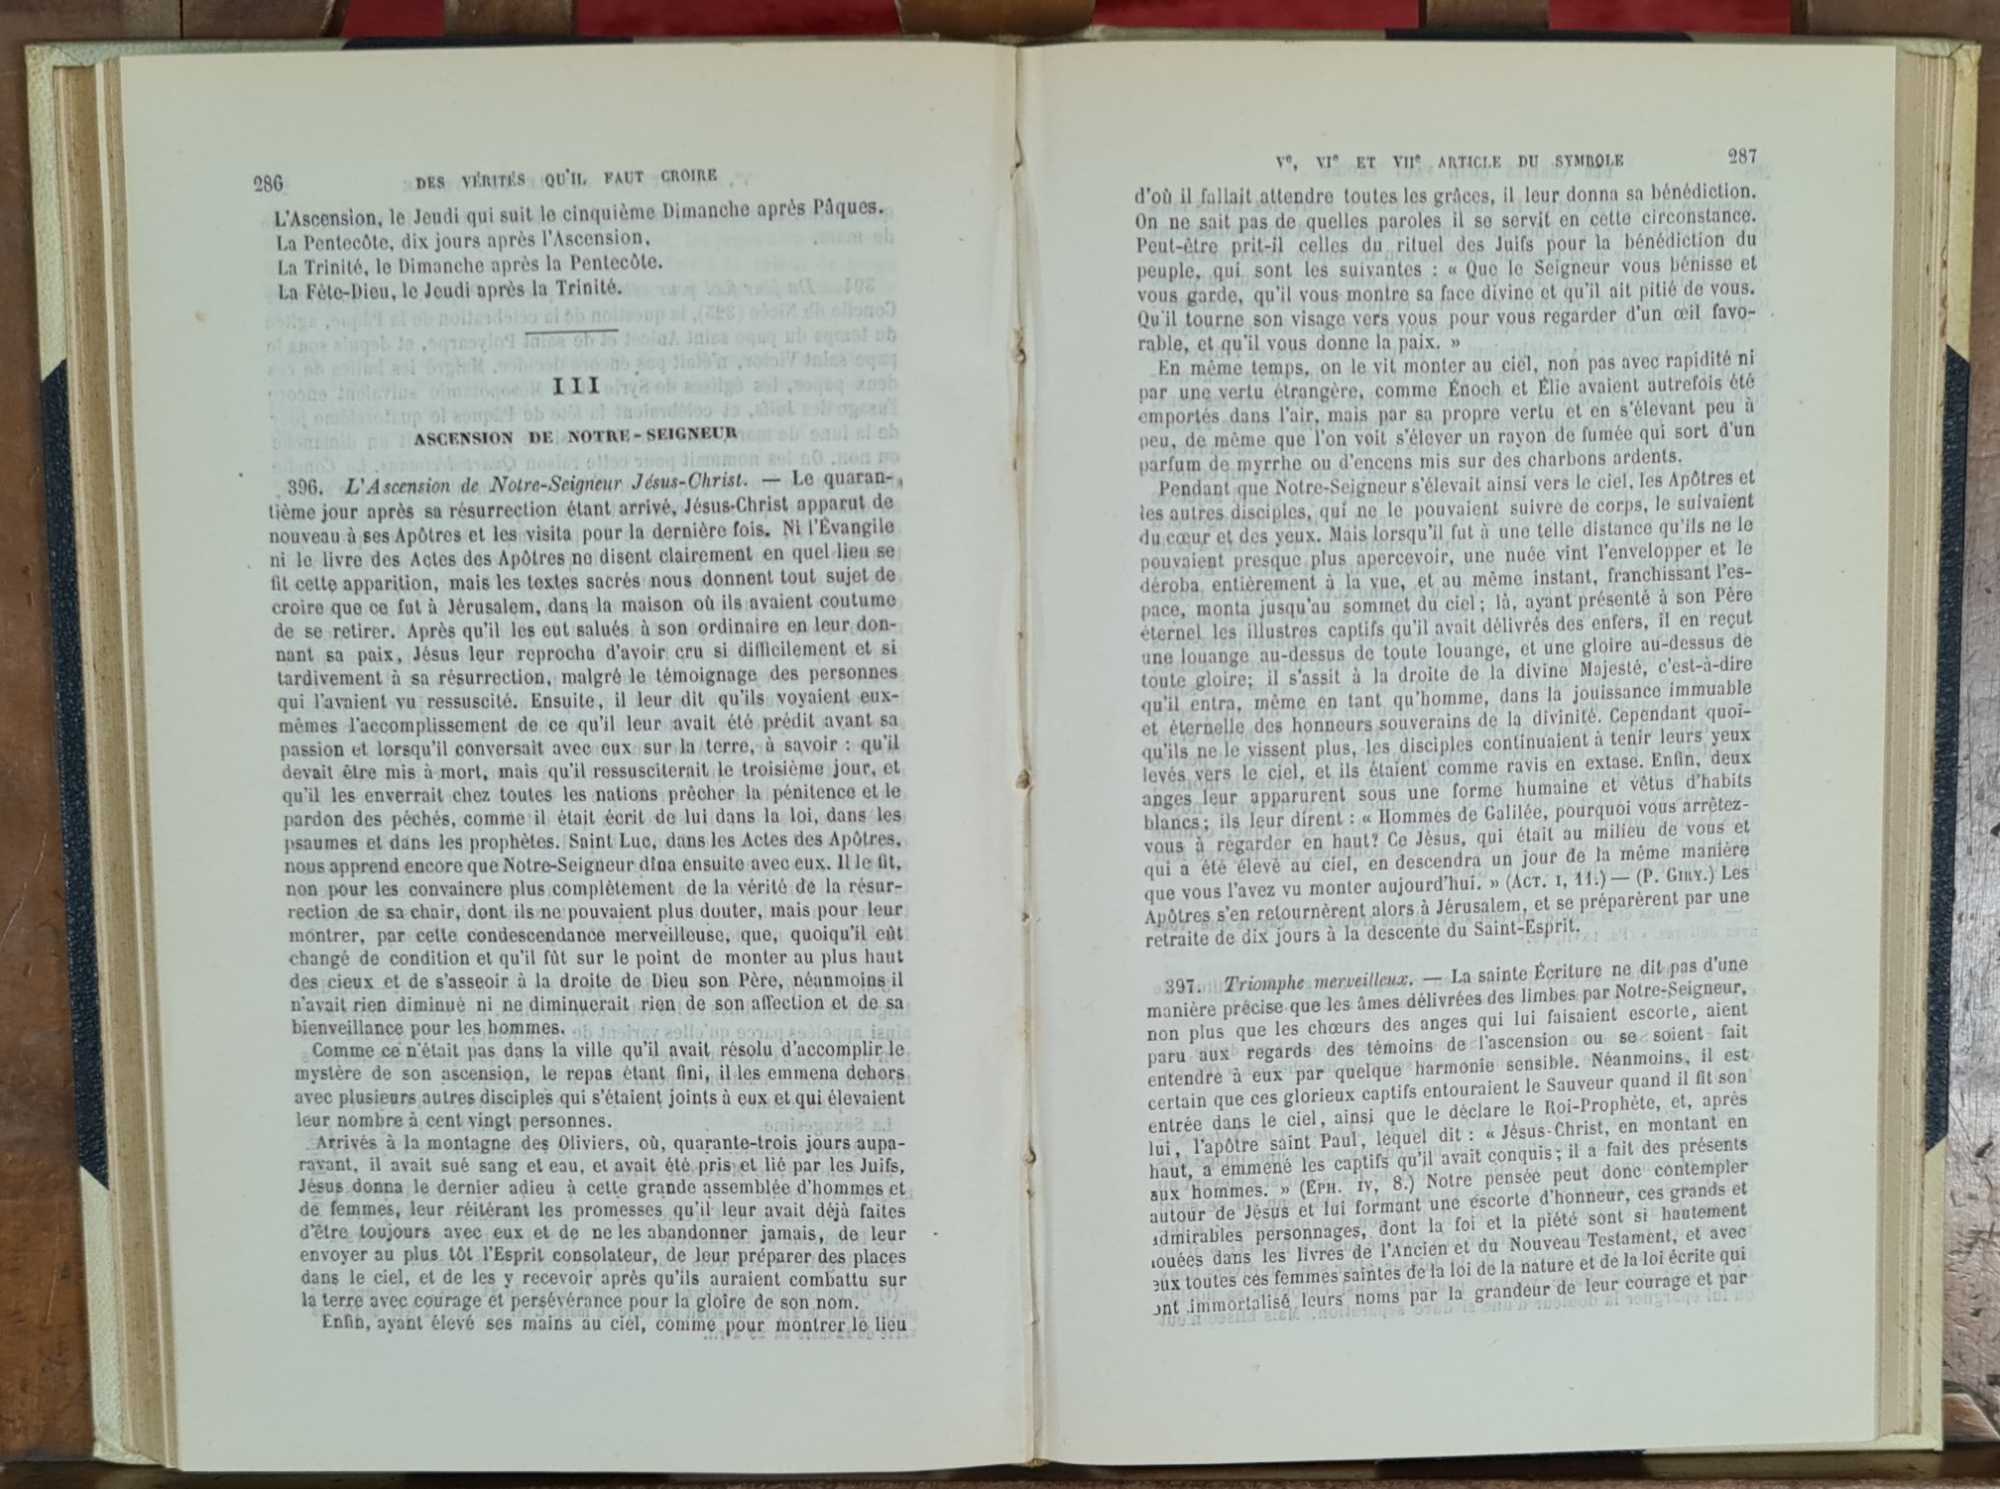 286 DES VÉRITÉS QU'IL FAUT CROIRE
L'Ascension, le Jeudi qui suit le cinquième Dimanche après Pâques.
La Pentecôte, dix jours après l'Ascension.
La Trinité, le Dimanche après la Pentecôte.
La Fête-Dieu, le Jeudi après la Trinité.
III
ASCENSION DE NOTRE-SEIGNEUR
396. L'Ascension de Notre-Seigneur Jésus-Christ. — Le quaran-
tième jour après sa résurrection étant arrivé, Jésus-Christ apparut de
nouveau à ses Apôtres et les visita pour la dernière fois. Ni l'Évangile
ni le livre des Actes des Apôtres ne disent clairement en quel lieu se
fit cette apparition, mais les textes sacrés nous donnent tout sujet de
croire que ce fut à Jérusalem, dans la maison où ils avaient coutume
de se retirer. Après qu'il les eut salués à son ordinaire en leur don-
nant sa paix, Jésus leur reprocha d'avoir cru si difficilement et si
tardivement à sa résurrection, malgré le témoignage des personnes
qui l'avaient vu ressuscité. Ensuite, il leur dit qu'ils voyaient eux-
mêmes l'accomplissement de ce qu'il leur avait été prédit avant sa
passion et lorsqu'il conversait avec eux sur la terre, à savoir : qu'il
devait être mis à mort, mais qu'il ressusciterait le troisième jour, et
qu'il les enverrait chez toutes les nations prêcher la pénitence et le
pardon des péchés, comme il était écrit de lui dans la loi, dans les
psaumes et dans les prophètes. Saint Luc, dans les Actes des Apôtres,
nous apprend encore que Notre-Seigneur dîna ensuite avec eux. Il le fit,
non pour les convaincre plus complètement de la vérité de la résur-
rection de sa chair, dont ils ne pouvaient plus douter, mais pour leur
montrer, par cette condescendance merveilleuse, que, quoiqu'il eût
changé de condition et qu'il fût sur le point de monter au plus haut
des cieux et de s'asseoir à la droite de Dieu son Père, néanmoins il
n'avait rien diminué ni ne diminuerait rien de son affection et de sa
bienveillance pour les hommes.
Comme ce n'était pas dans la ville qu'il avait résolu d'accomplir le
mystère de son ascension, le repas étant fini, il les emmena dehors
avec plusieurs autres disciples qui s'étaient joints à eux et qui élevaient
leur nombre à cent vingt personnes.
Arrivés à la montagne des Oliviers, où, quarante-trois jours aupa-
ravant, il avait sué sang et eau, et avait été pris et lié par les Juifs,
Jésus donna le dernier adieu à cette grande assemblée d'hommes et
de femmes, leur réitérant les promesses qu'il leur avait déjà faites
d'être toujours avec eux et de ne les abandonner jamais, de leur
envoyer au plus tôt l'Esprit consolateur, de leur préparer des places
dans le ciel, et de les y recevoir après qu'ils auraient combattu sur
la terre avec courage et persévérance pour la gloire de son nom.
Enfin, ayant élevé ses mains au ciel, comme pour montrer le lieu
Vᵉ, VIᵉ ET VIIᵉ ARTICLE DU SYMBOLE 287
d'où il fallait attendre toutes les grâces, il leur donna sa bénédiction.
On ne sait pas de quelles paroles il se servit en cette circonstance.
Peut-être prit-il celles du rituel des Juifs pour la bénédiction du
peuple, qui sont les suivantes : « Que le Seigneur vous bénisse et
vous garde, qu'il vous montre sa face divine et qu'il ait pitié de vous.
Qu'il tourne son visage vers vous pour vous regarder d'un œil favo-
rable, et qu'il vous donne la paix. »
En même temps, on le vit monter au ciel, non pas avec rapidité ni
par une vertu étrangère, comme Énoch et Élie avaient autrefois été
emportés dans l'air, mais par sa propre vertu et en s'élevant peu à
peu, de même que l'on voit s'élever un rayon de fumée qui sort d'un
parfum de myrrhe ou d'encens mis sur des charbons ardents.
Pendant que Notre-Seigneur s'élevait ainsi vers le ciel, les Apôtres et
les autres disciples, qui ne le pouvaient suivre de corps, le suivaient
du cœur et des yeux. Mais lorsqu'il fut à une telle distance qu'ils ne le
pouvaient presque plus apercevoir, une nuée vint l'envelopper et le
déroba entièrement à la vue, et au même instant, franchissant l'es-
pace, monta jusqu'au sommet du ciel ; là, ayant présenté à son Père
éternel les illustres captifs qu'il avait délivrés des enfers, il en reçut
une louange au-dessus de toute louange, et une gloire au-dessus de
toute gloire; il s'assit à la droite de la divine Majesté, c'est-à-dire
qu'il entra, même en tant qu'homme, dans la jouissance immuable
et éternelle des honneurs souverains de la divinité. Cependant quoi-
qu'ils ne le vissent plus, les disciples continuaient à tenir leurs yeux
levés vers le ciel, et ils étaient comme ravis en extase. Enfin, deux
anges leur apparurent sous une forme humaine et vêtus d'habits
blancs ; ils leur dirent : « Hommes de Galilée, pourquoi vous arrêtez-
vous à regarder en haut? Ce Jésus, qui était au milieu de vous et
qui a été élevé au ciel, en descendra un jour de la même manière
que vous l'avez vu monter aujourd'hui. » (ACT. I, 11.) — (P. GIRY.) Les
Apôtres s'en retournèrent alors à Jérusalem, et se préparèrent par une
retraite de dix jours à la descente du Saint-Esprit.
397. Triomphe merveilleux. — La sainte Écriture ne dit pas d'une
manière précise que les âmes délivrées des limbes par Notre-Seigneur,
non plus que les chœurs des anges qui lui faisaient escorte, aient
paru aux regards des témoins de l'ascension ou se soient fait
entendre à eux par quelque harmonie sensible. Néanmoins, il est
certain que ces glorieux captifs entouraient le Sauveur quand il fit son
entrée dans le ciel, ainsi que le déclare le Roi-Prophète, et, après
lui, l'apôtre saint Paul, lequel dit : « Jésus-Christ, en montant en
haut, a emmené les captifs qu'il avait conquis ; il a fait des présents
aux hommes. » (EPH. IV, 8.) Notre pensée peut donc contempler
autour de Jésus et lui formant une escorte d'honneur, ces grands et
admirables personnages, dont la foi et la piété sont si hautement
louées dans les livres de l'Ancien et du Nouveau Testament, et avec
eux toutes ces femmes saintes de la loi de la nature et de la loi écrite qui
ont immortalisé leurs noms par la grandeur de leur courage et par